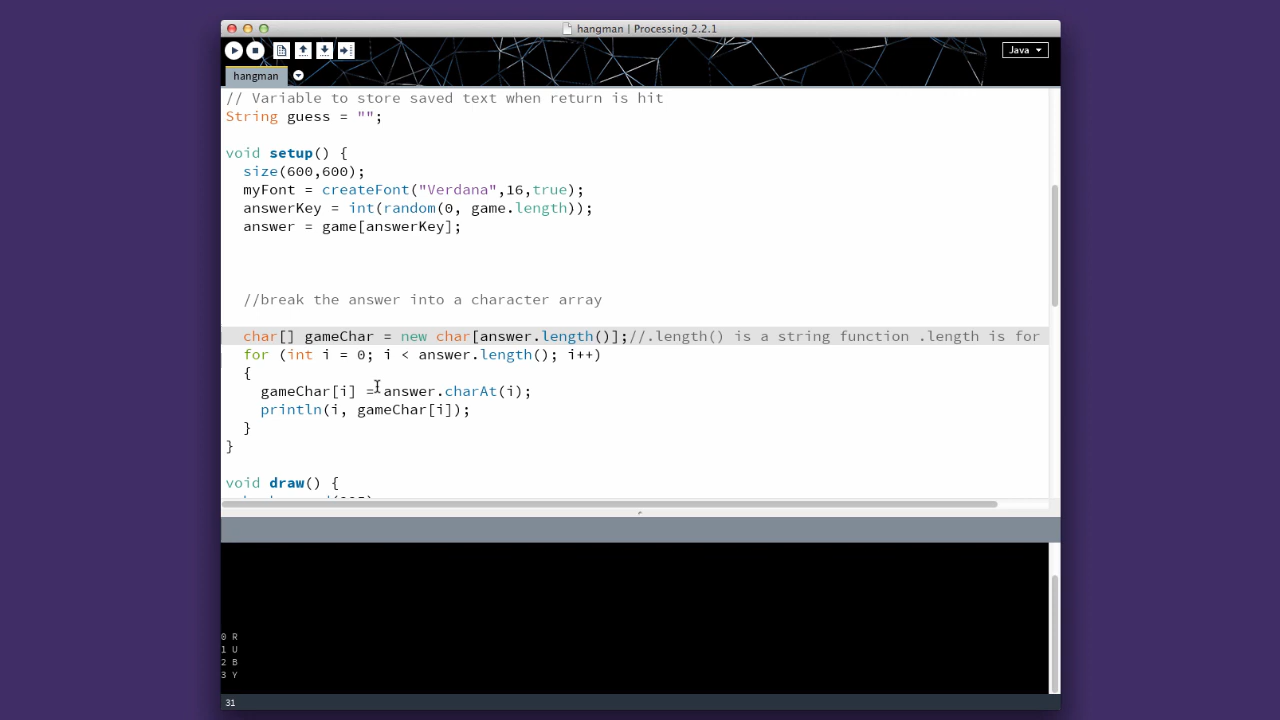 hangman | Processing 2.2.1
Java
hangman
// Variable to store saved text when return is hit
String guess = "";
void setup() {
size(600,600);
myFont = createFont("Verdana",16,true);
answerKey = int(random(0, game.length));
answer = game[answerKey];
//break the answer into a character array
char[] gameChar = new char[answer.length()];//.length() is a string function .length is for
for (int i = 0; i < answer.length(); i++)
{
gameChar[i] = answer.charAt(i);
println(i, gameChar[i]);
}
}
void draw() {
0 R
1 U
2 B
3 Y
31